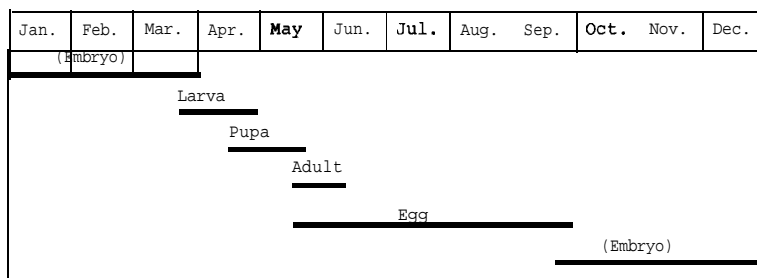 Jan. Feb. Mar. Apr. May Jun. Jul. Aug. Sep. Oct. Nov. Dec.
(Embryo)
Larva
Pupa
Adult
Egg
(Embryo)